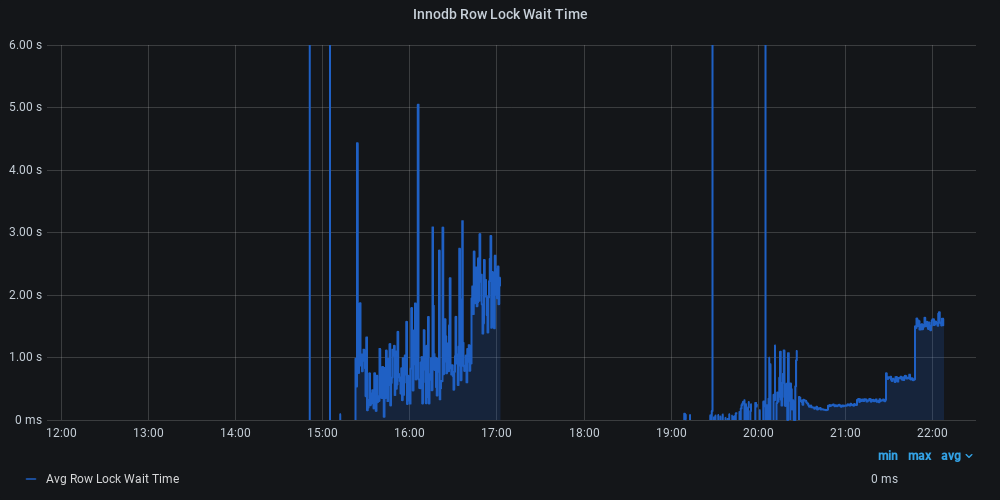 Innodb Row Lock Wait Time
6.00 s
5.00 s
4.00 s
3.00 s
2.00 s
1.00 s
0 ms
12:00 13:00 14:00 15:00 16:00 17:00 18:00 19:00 20:00 21:00 22:00
min max avg
Avg Row Lock Wait Time 0 ms